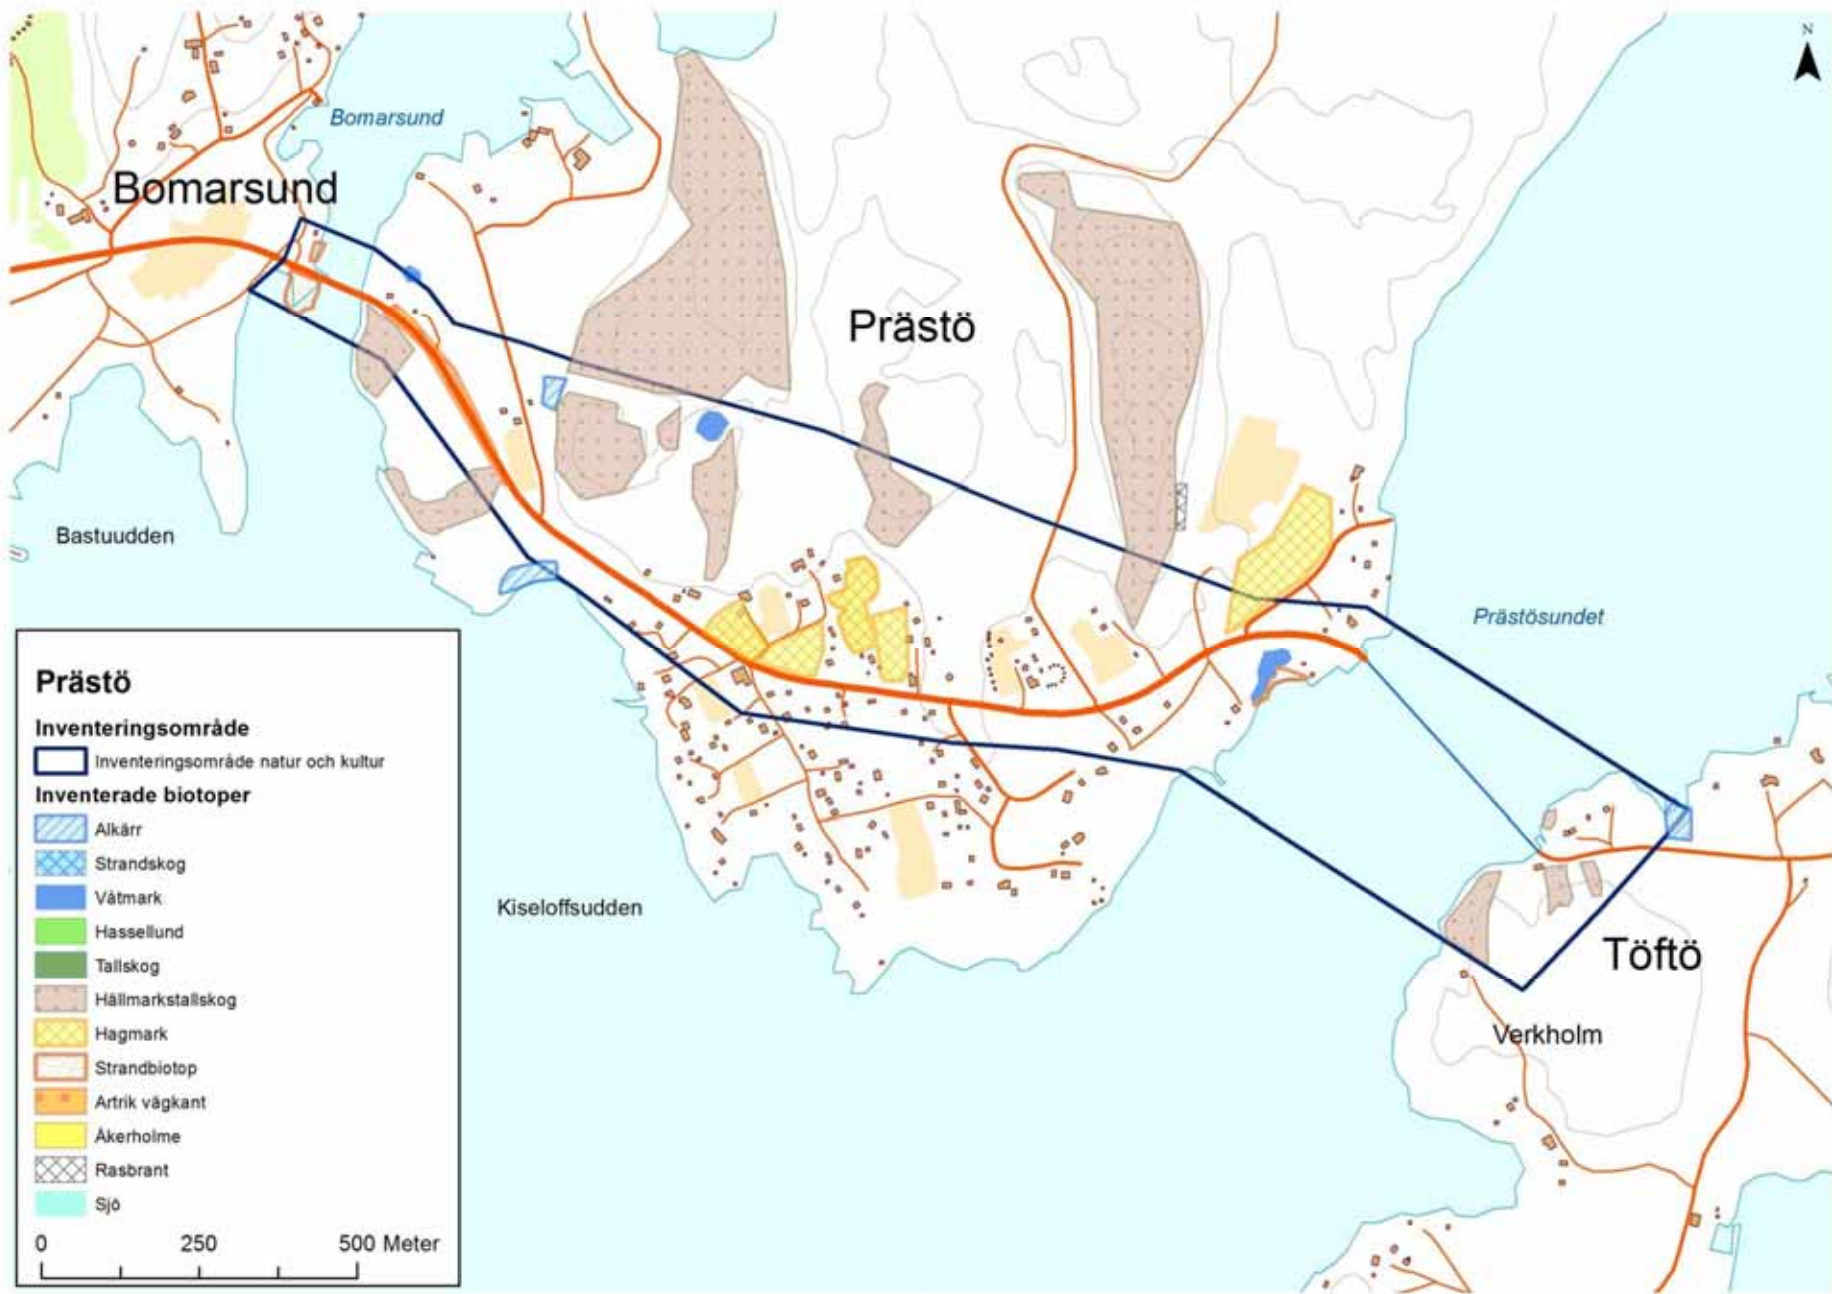 N
Bomarsund
Bomarsund
Prästö
Bastuudden
Prästösundet
Kiseloffsudden
Töftö
Verkholm
Prästö
Inventeringsområde
Inventeringsområde natur och kultur
Inventerade biotoper
Alkärr
Strandskog
Våtmark
Hassellund
Tallskog
Hällmarkstallskog
Hagmark
Strandbiotop
Artrik vägkant
Åkerholme
Rasbrant
Sjö
0 250 500 Meter